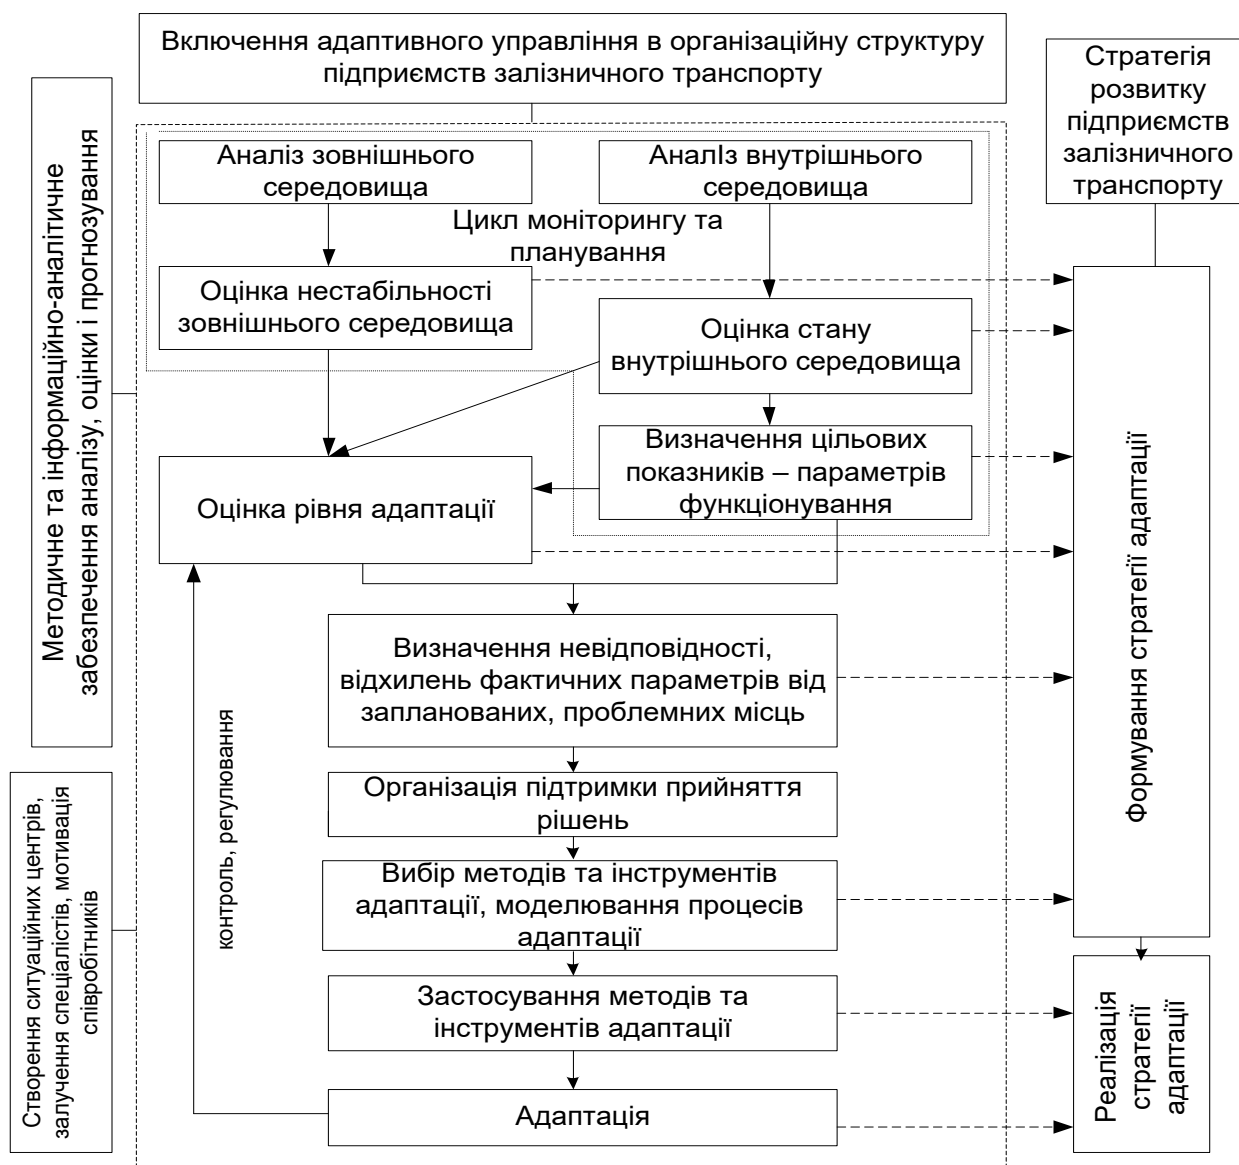 Включення адаптивного управління в організаційну структуру
підприємств залізничного транспорту
Стратегія
розвитку
підприємств
залізничного
транспорту
Методичне та інформаційно-аналітичне
забезпечення аналізу, оцінки і прогнозування
Аналіз зовнішнього
середовища
АналІз внутрішнього
середовища
Цикл моніторингу та
планування
Оцінка нестабільності
зовнішнього середовища
Оцінка стану
внутрішнього середовища
Визначення цільових
показників – параметрів
функціонування
Оцінка рівня адаптації
Формування стратегії адаптації
Визначення невідповідності,
відхилень фактичних параметрів від
запланованих, проблемних місць
контроль, регулювання
Організація підтримки прийняття
рішень
Створення ситуаційних центрів,
залучення спеціалістів, мотивація
співробітників
Вибір методів та інструментів
адаптації, моделювання процесів
адаптації
Застосування методів та
інструментів адаптації
Реалізація
стратегії
адаптації
Адаптація